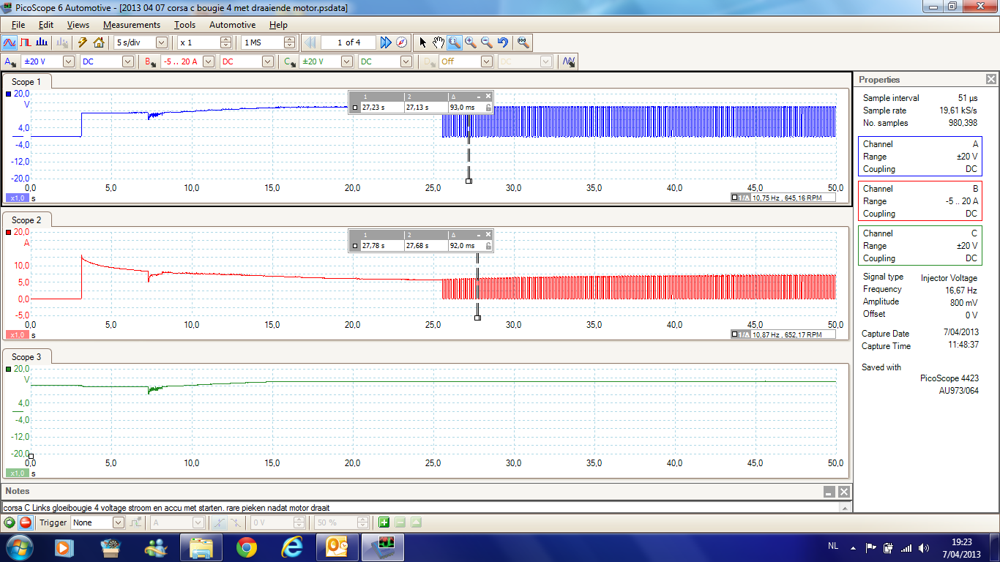 PicoScope 6 Automotive - [2013 04 07 corsa c bougie 4 met draaiende motor.psdata]
File Edit Views Measurements Tools Automotive Help
5 s/div x 1 1 MS 1 of 4
A ±20 V DC B -5 .. 20 A DC C ±20 V DC D Off DC
Scope 1
20,0
V
4,0
-4,0
-12,0
-20,0
1 2 Δ
27,23 s 27,13 s 93,0 ms
0,0 5,0 10,0 15,0 20,0 25,0 30,0 35,0 40,0 45,0 50,0
x1,0 s
1/Δ 10,75 Hz , 645,16 RPM
Scope 2
20,0
A
10,0
5,0
0,0
-5,0
1 2 Δ
27,78 s 27,68 s 92,0 ms
0,0 5,0 10,0 15,0 20,0 25,0 30,0 35,0 40,0 45,0 50,0
x1,0 s
1/Δ 10,87 Hz , 652,17 RPM
Scope 3
20,0
V
4,0
-4,0
-12,0
-20,0
0,0 5,0 10,0 15,0 20,0 25,0 30,0 35,0 40,0 45,0 50,0
x1,0 s
Properties
Sample interval 51 µs
Sample rate 19,61 kS/s
No. samples 980,398
Channel A
Range ±20 V
Coupling DC
Channel B
Range -5 .. 20 A
Coupling DC
Channel C
Range ±20 V
Coupling DC
Signal type Injector Voltage
Frequency 16,67 Hz
Amplitude 800 mV
Offset 0 V
Capture Date 7/04/2013
Capture Time 11:48:37
Saved with
PicoScope 4423
AU973/064
Notes
corsa C Links gloeibougie 4 voltage stroom en accu met starten. rare pieken nadat motor draait
Trigger None A 0 V 50 %
NL
19:23
7/04/2013